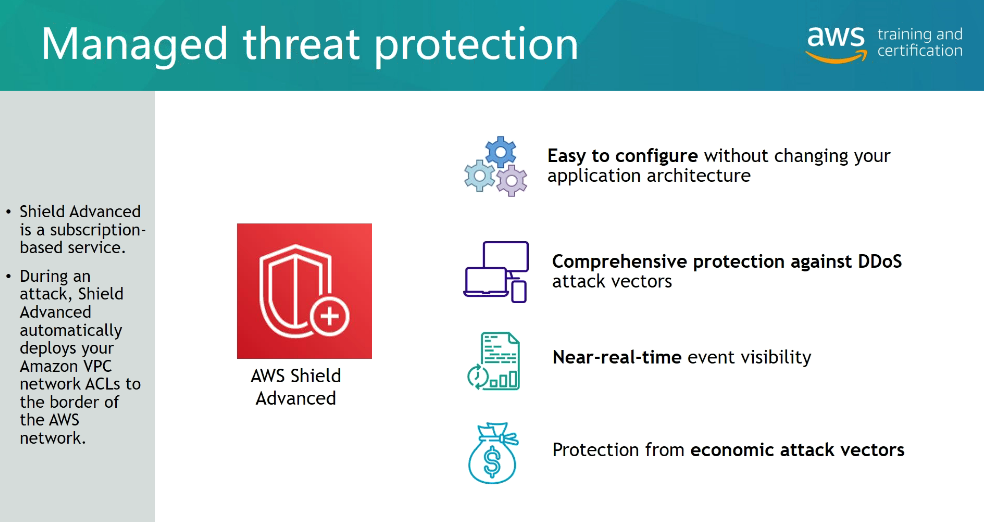 Managed threat protection
aws training and
certification
• Shield Advanced
is a subscription-
based service.
• During an
attack, Shield
Advanced
automatically
deploys your
Amazon VPC
network ACLs to
the border of
the AWS
network.
AWS Shield
Advanced
Easy to configure without changing your
application architecture
Comprehensive protection against DDoS
attack vectors
Near-real-time event visibility
$
Protection from economic attack vectors